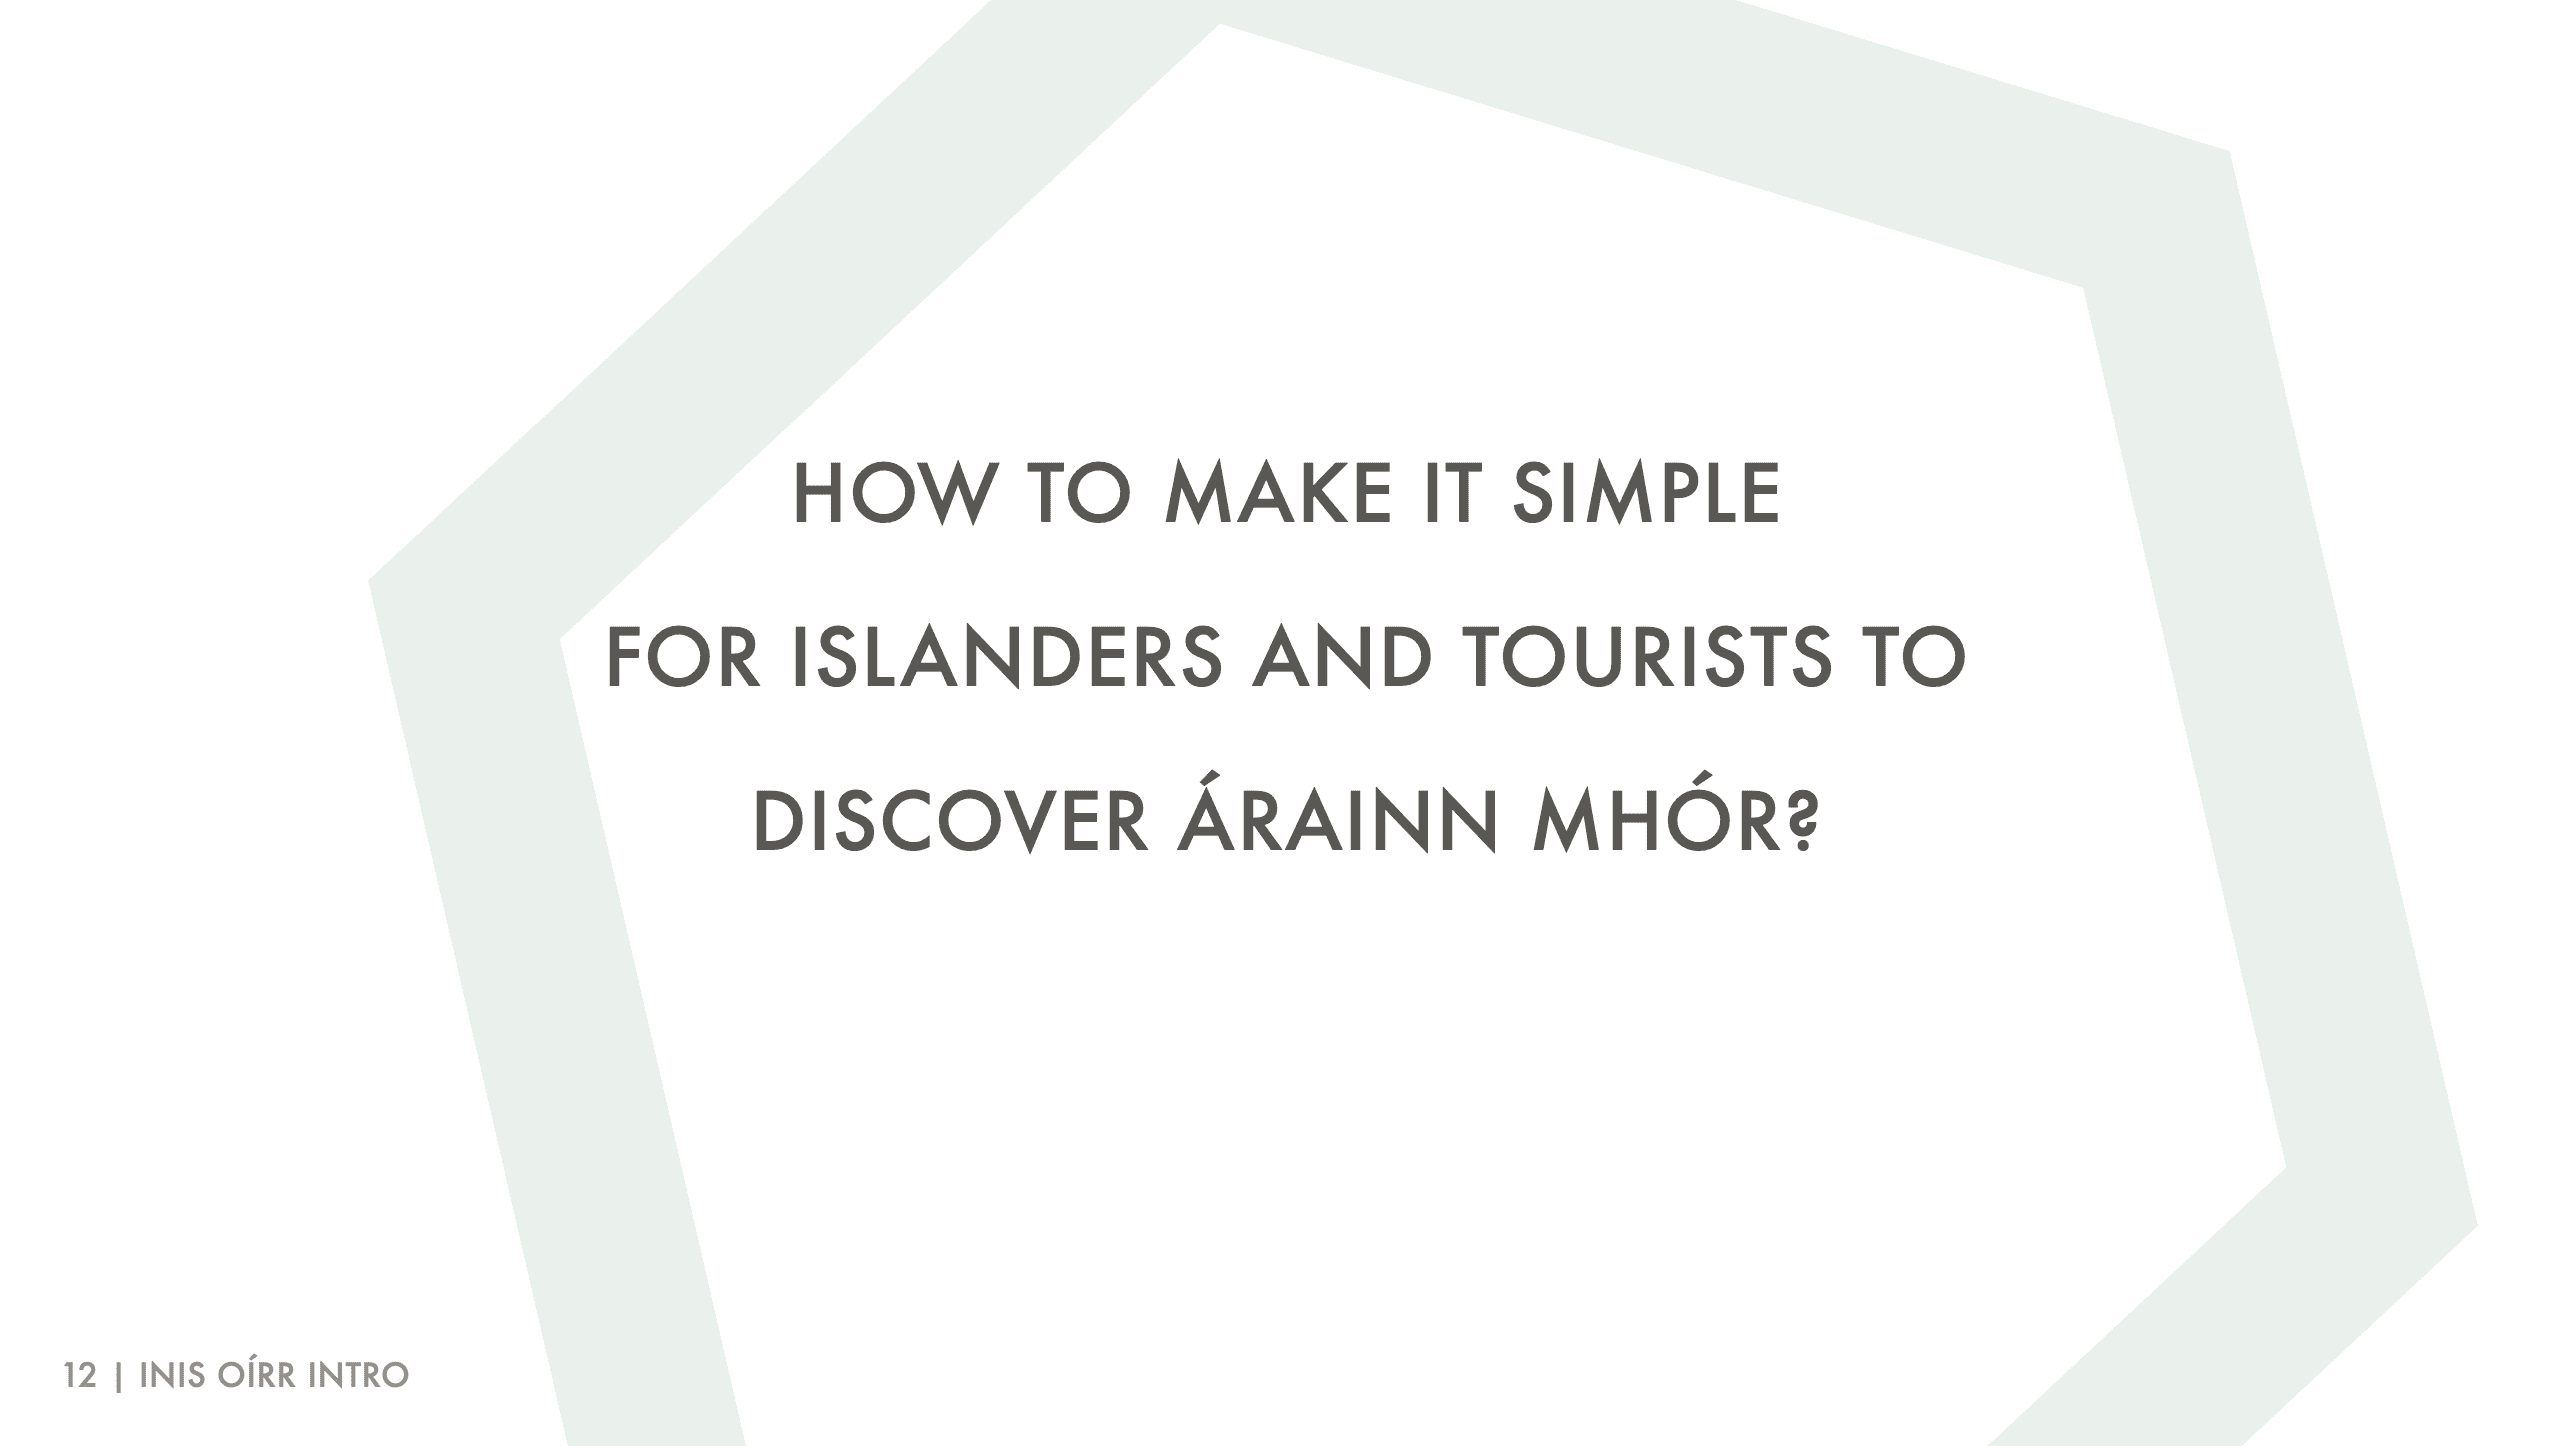 HOW TO MAKE IT SIMPLE
FOR ISLANDERS AND TOURISTS TO
DISCOVER ÁRAINN MHÓR?
12 | INIS OÍRR INTRO